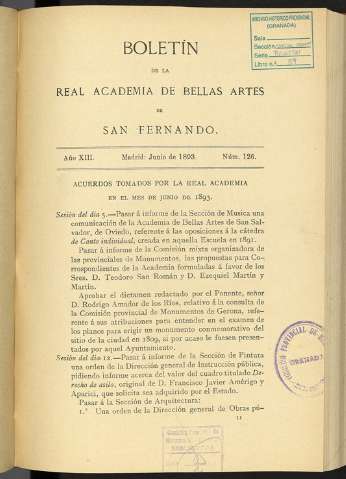 ARCHIVO HISTORICO PROVINCIAL
(GRANADA)
Sala
Sección
Serie
Libro n.º
BOLETÍN
DE LA
REAL ACADEMIA DE BELLAS ARTES
DE
SAN FERNANDO.
Año XIII. Madrid: Junio de 1893. Núm. 126.
ACUERDOS TOMADOS POR LA REAL ACADEMIA
EN EL MES DE JUNIO DE 1893.
Sesión del día 5.—Pasar á informe de la Sección de Musica una
comunicación de la Academia de Bellas Artes de San Sal-
vador, de Oviedo, referente á las oposiciones á la cátedra
de Canto individual, creada en aquella Escuela en 1891.
Pasar á informe de la Comisión mixta organizadora de
las provinciales de Monumentos, las propuestas para Co-
rrespondientes de la Academia formuladas á favor de los
Sres. D. Teodoro San Román y D. Ezequiel Martín y
Martín.
Aprobar el dictamen redactado por el Ponente, señor
D. Rodrigo Amador de los Ríos, relativo á la consulta de
la Comisión provincial de Monumentos de Gerona, refe-
rente á sus atribuciones para entender en el examen de
los planos para erigir un monumento conmemorativo del
sitio de la ciudad en 1809, si por acaso le fuesen presen-
tados por aquel Ayuntamiento.
Sesión del día 12.—Pasar á informe de la Sección de Pintura
una orden de la Dirección general de Instrucción pública,
pidiendo informe acerca del valor del cuadro titulado De-
recho de asilo, original de D. Francisco Javier Amérigo y
Aparici, que solicita sea adquirido por el Estado.
Pasar á la Sección de Arquitectura:
1.º Una orden de la Dirección general de Obras pú-
11